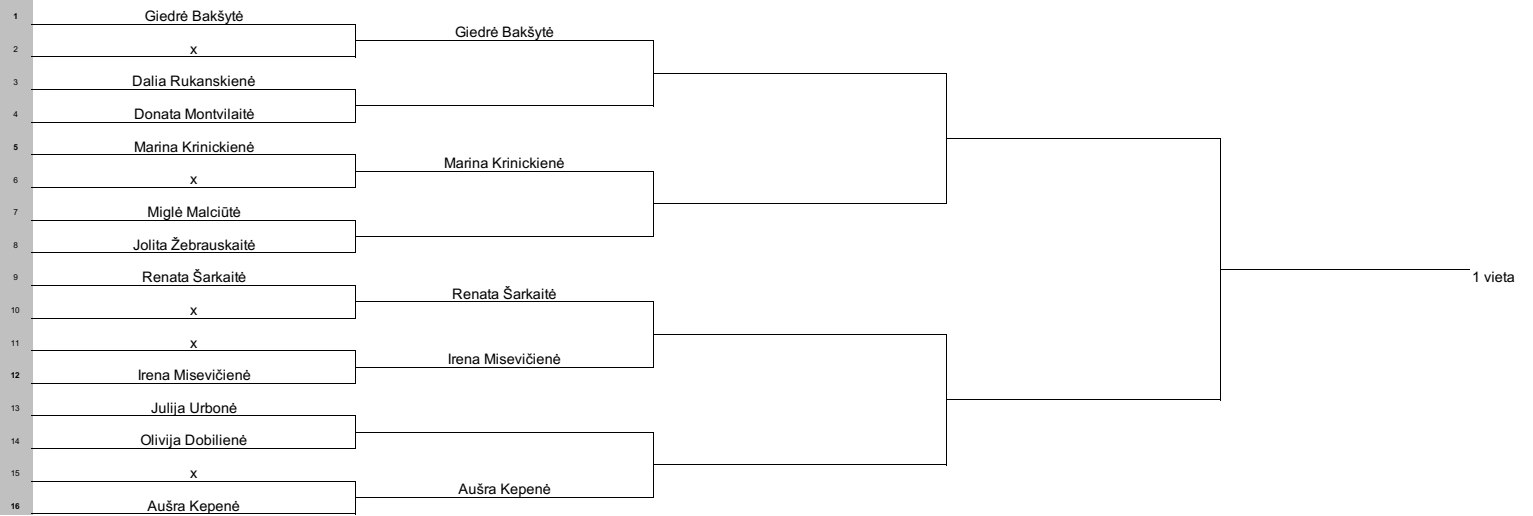 1 Giedrė Bakšytė
Giedrė Bakšytė
2 x
3 Dalia Rukanskienė
4 Donata Montvilaitė
5 Marina Krinickienė
Marina Krinickienė
6 x
7 Miglė Malciūtė
8 Jolita Žebrauskaitė
9 Renata Šarkaitė
1 vieta
Renata Šarkaitė
10 x
11 x
Irena Misevičienė
12 Irena Misevičienė
13 Julija Urbonė
14 Olivija Dobilienė
15 x
Aušra Kepenė
16 Aušra Kepenė